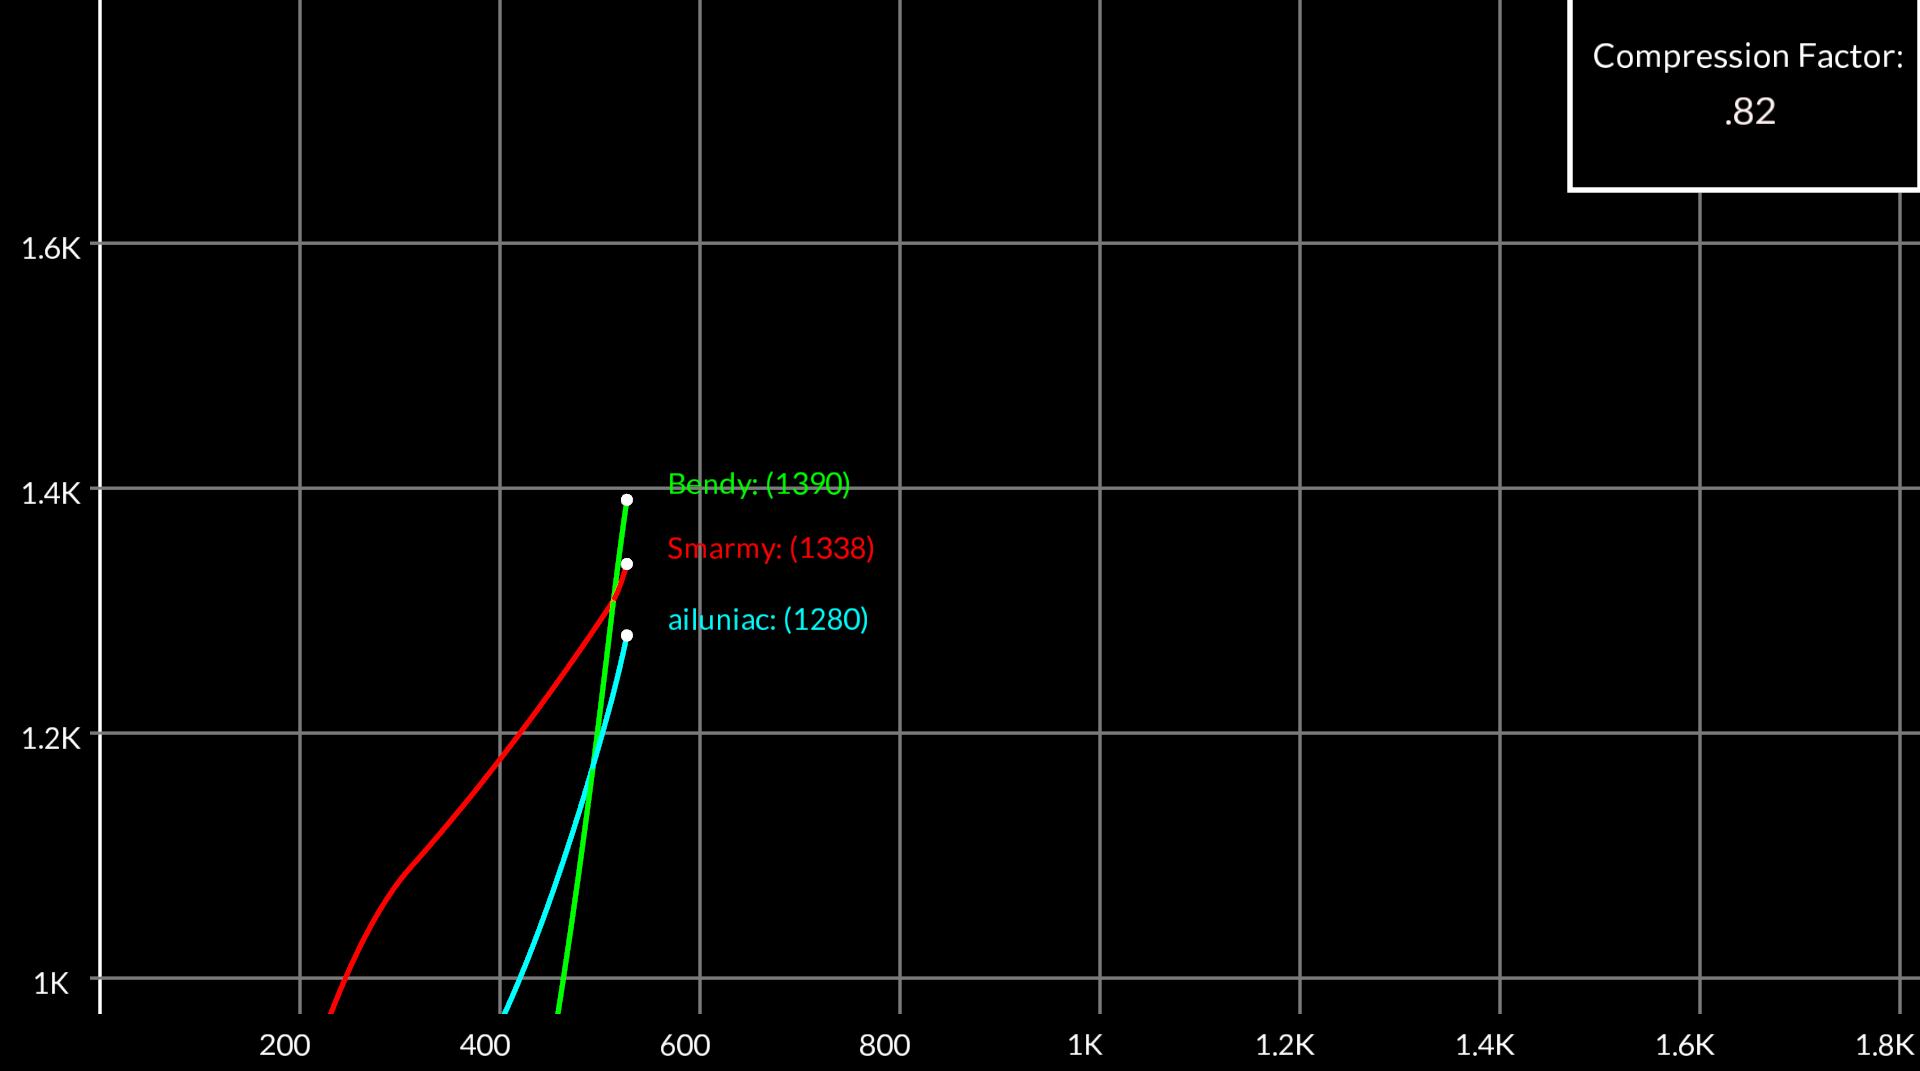 Compression Factor:
.82
1.6K
1.4K
Bendy: (1390)
Smarmy: (1338)
ailuniac: (1280)
1.2K
1K
200 400 600 800 1K 1.2K 1.4K 1.6K 1.8K